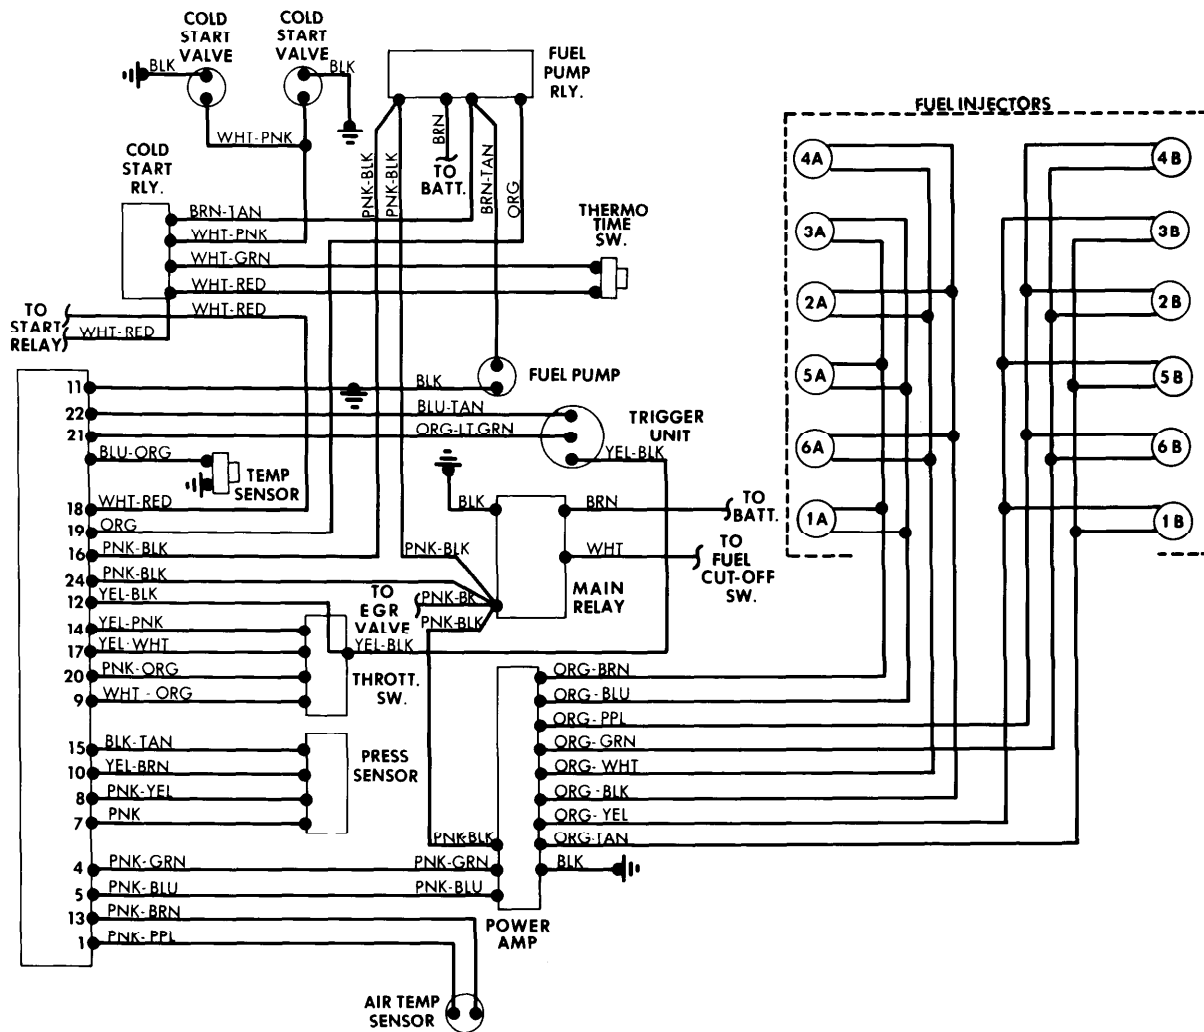 COLD
START
VALVE
COLD
START
VALVE
BLK
BLK
WHT-PNK
FUEL
PUMP
RLY.
PNK-BLK
PNK-BLK
BRN
TO
BATT.
BRN-TAN
ORG
COLD
START
RLY.
BRN-TAN
WHT-PNK
WHT-GRN
WHT-RED
WHT-RED
TO
START
RELAY
WHT-RED
THERMO
TIME
SW.
FUEL INJECTORS
4A
3A
2A
5A
6A
1A
4B
3B
2B
5B
6B
1B
11
BLK
FUEL PUMP
22
BLU-TAN
21
ORG-LT.GRN
TRIGGER
UNIT
YEL-BLK
BLU-ORG
TEMP
SENSOR
18
WHT-RED
19
ORG
16
PNK-BLK
24
PNK-BLK
12
YEL-BLK
14
YEL-PNK
17
YEL-WHT
20
PNK-ORG
9
WHT-ORG
BLK
BRN
TO
BATT.
PNK-BLK
WHT
TO
FUEL
CUT-OFF
SW.
MAIN
RELAY
TO
EGR
VALVE
PNK-BK
PNK-BLK
YEL-BLK
THROTT.
SW.
15
BLK-TAN
10
YEL-BRN
8
PNK-YEL
7
PNK
PRESS
SENSOR
ORG-BRN
ORG-BLU
ORG-PPL
ORG-GRN
ORG-WHT
ORG-BLK
ORG-YEL
ORG-TAN
BLK
PNK-BLK
4
PNK-GRN
PNK-GRN
5
PNK-BLU
PNK-BLU
13
PNK-BRN
1
PNK-PPL
POWER
AMP
AIR TEMP
SENSOR